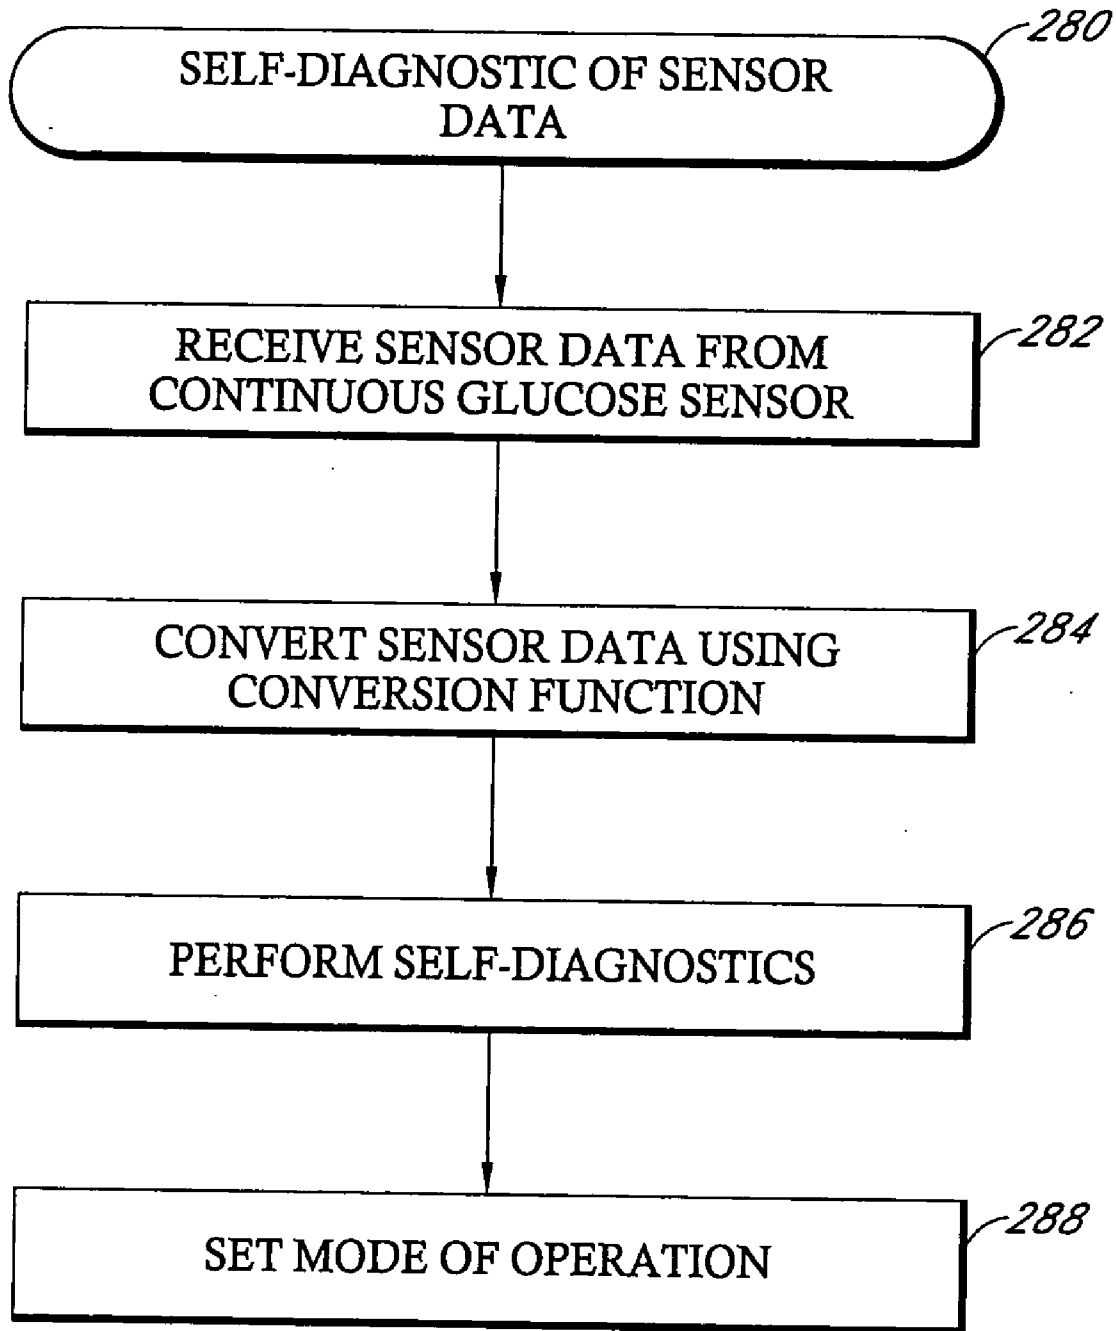 280
SELF-DIAGNOSTIC OF SENSOR
DATA
282
RECEIVE SENSOR DATA FROM
CONTINUOUS GLUCOSE SENSOR
284
CONVERT SENSOR DATA USING
CONVERSION FUNCTION
286
PERFORM SELF-DIAGNOSTICS
288
SET MODE OF OPERATION